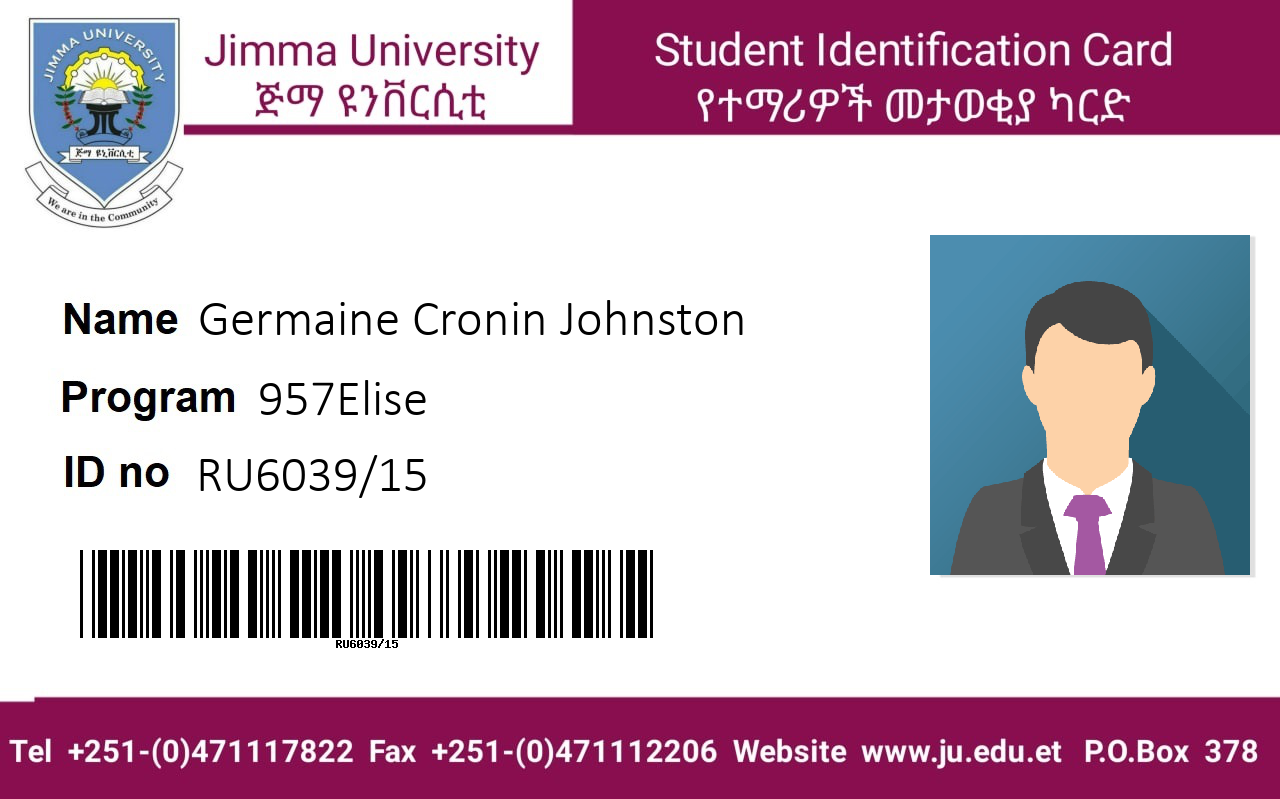 JIMMA UNIVERSITY
ጅማ ዩኒቨርሲቲ
We are in the Community
Jimma University
ጅማ ዩንቨርሲቲ
Student Identification Card
የተማሪዎች መታወቂያ ካርድ
Name Germaine Cronin Johnston
Program 957Elise
ID no RU6039/15
RU6039/15
Tel +251-(0)471117822 Fax +251-(0)471112206 Website www.ju.edu.et P.O.Box 378